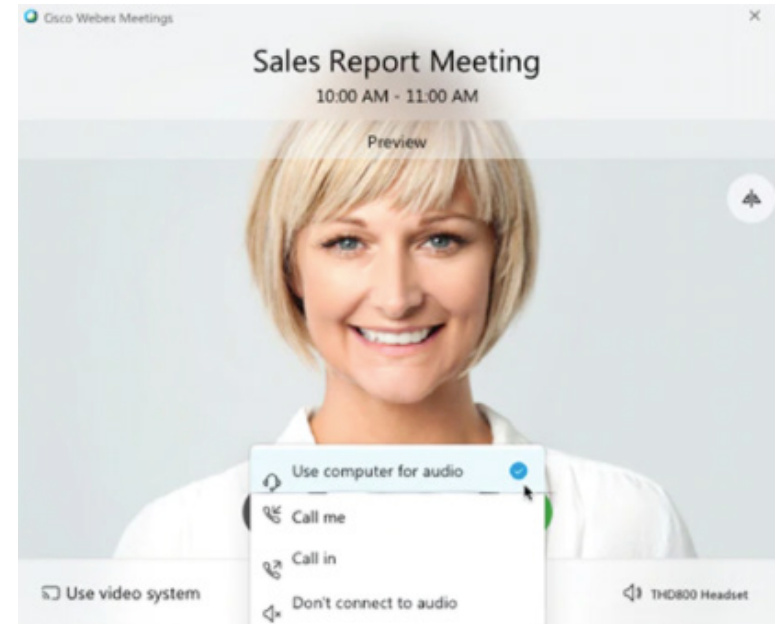 Cisco Webex Meetings
Sales Report Meeting
10:00 AM - 11:00 AM
Preview
Use computer for audio
Call me
Call in
Don't connect to audio
Use video system
THD800 Headset